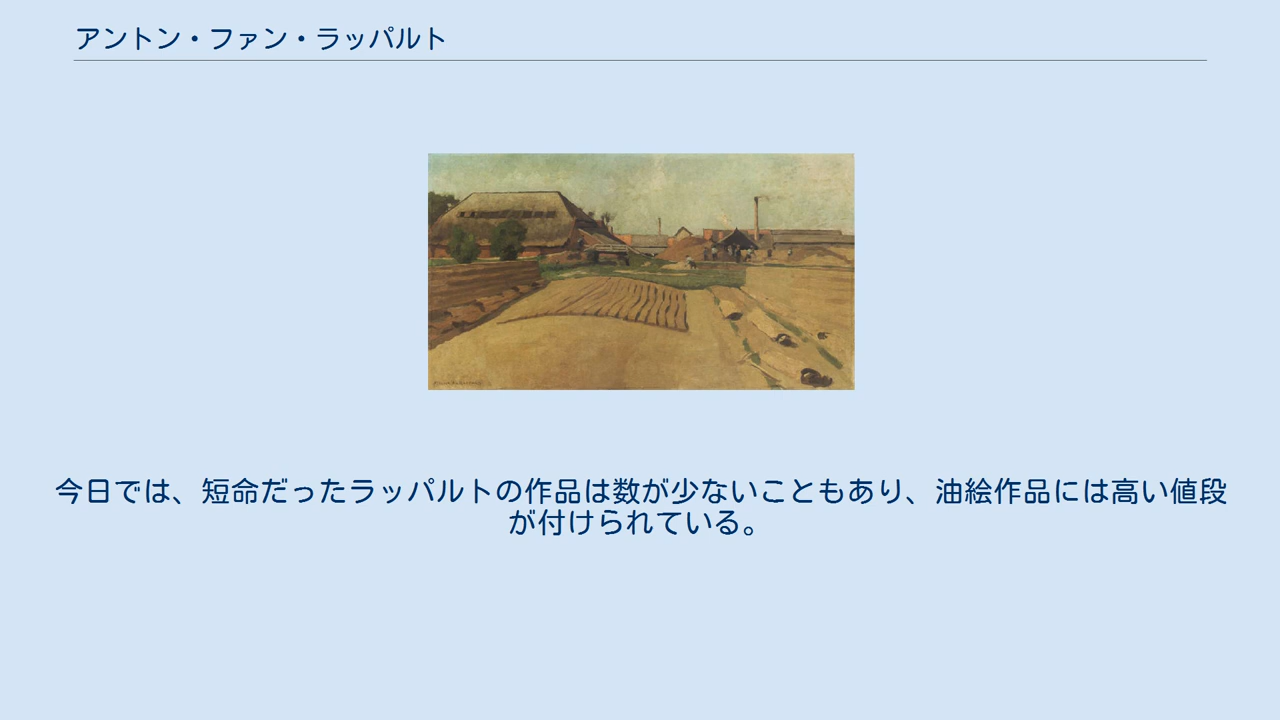 アントン・ファン・ラッパルト
今日では、短命だったラッパルトの作品は数が少ないこともあり、油絵作品には高い値段
が付けられている。